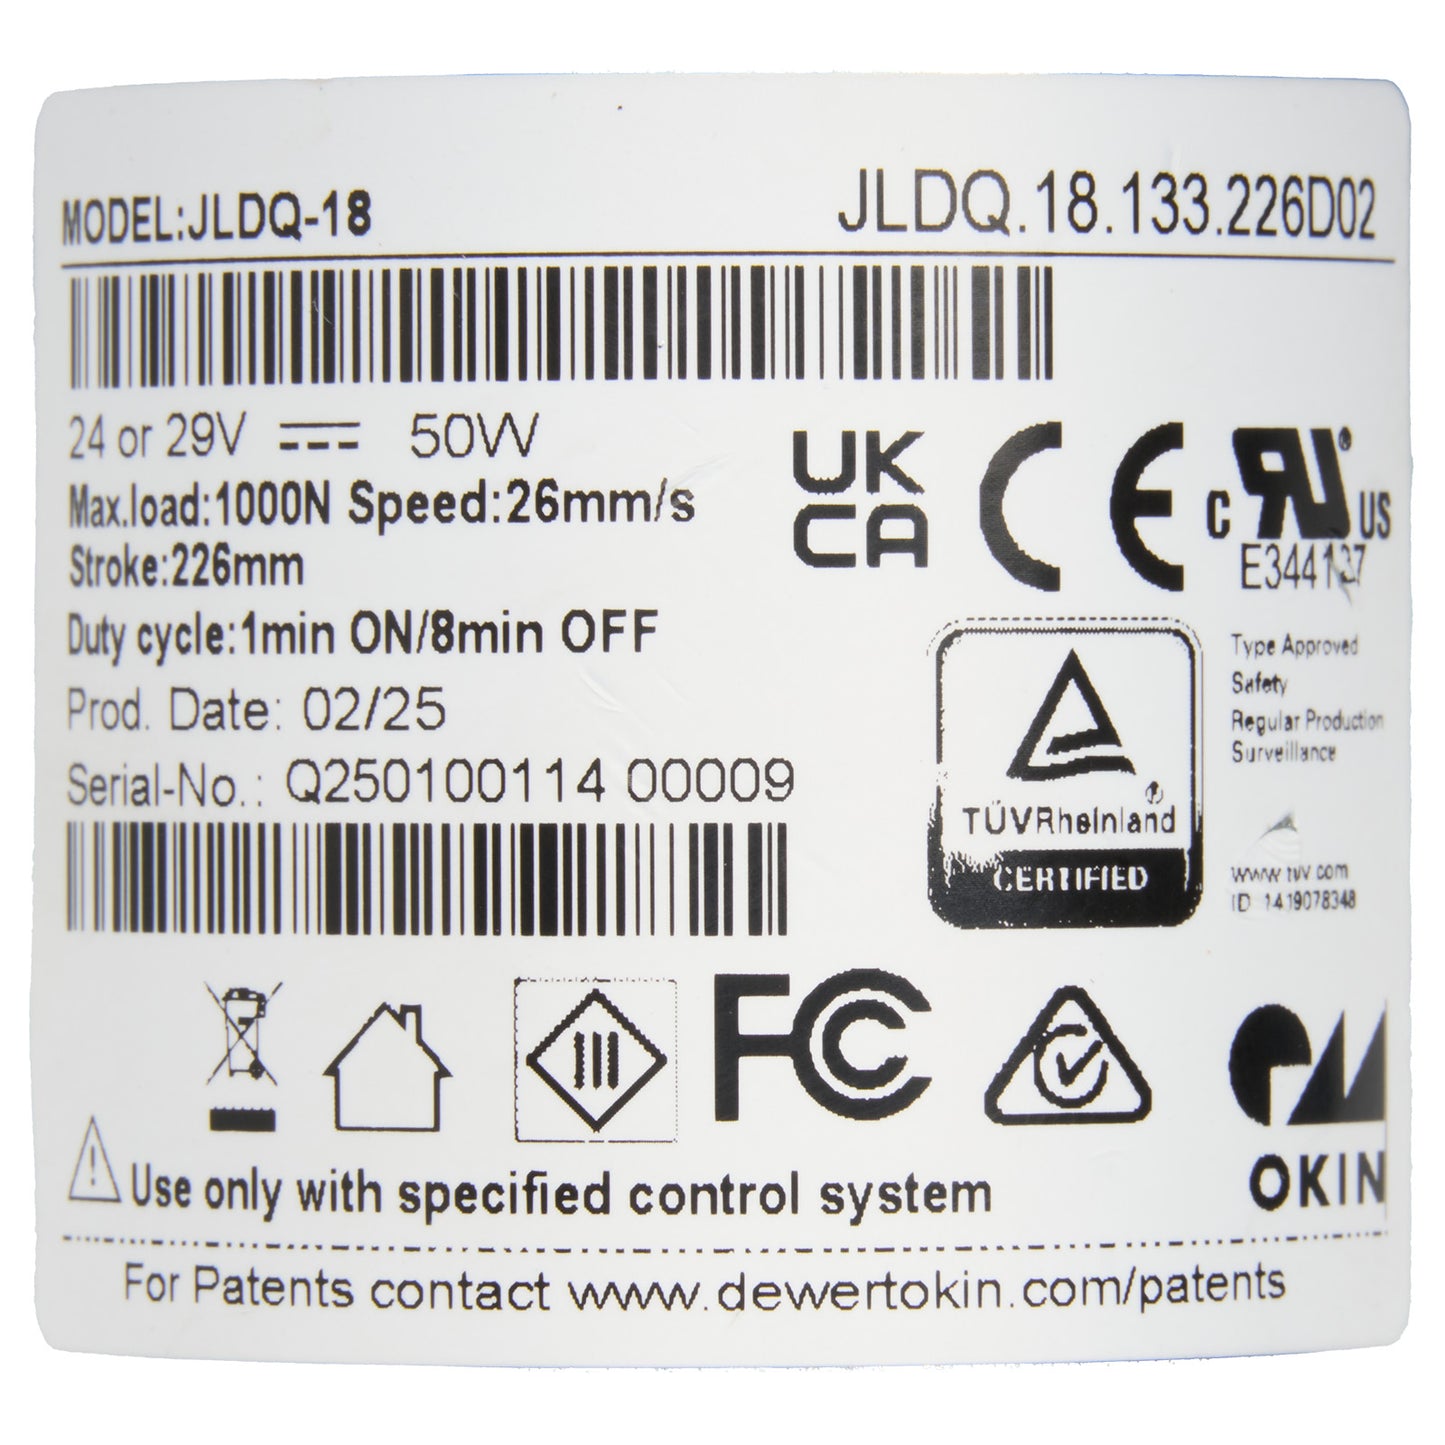 MODEL:JLDQ-18 JLDQ.18.133.226D02
24 or 29V 50W
Max.load:1000N Speed:26mm/s
Stroke:226mm
Duty cycle:1min ON/8min OFF
Prod. Date: 02/25
Serial-No.: Q250100114 00009
UK
CA
CE
c RU ® US
E344137
TÜVRheinland ®
CERTIFIED
Type Approved
Safety
Regular Production
Surveillance
www.tuv.com
ID 1419078348
III
FC
! Use only with specified control system
OKIN
For Patents contact www.dewertokin.com/patents